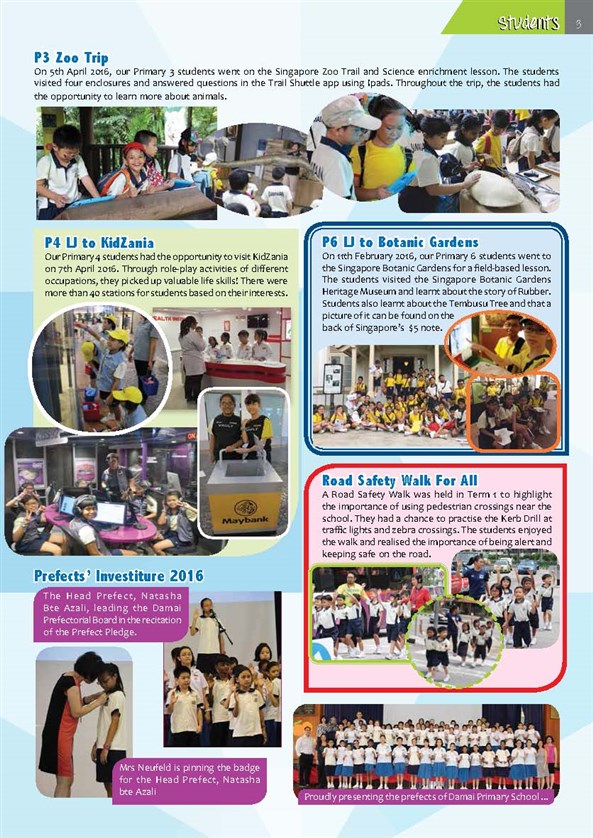 Students 3
P3 Zoo Trip
On 5th April 2016, our Primary 3 students went on the Singapore Zoo Trail and Science enrichment lesson. The students
visited four enclosures and answered questions in the Trail Shuttle app using Ipads. Throughout the trip, the students had
the opportunity to learn more about animals.
P4 LJ to KidZania
Our Primary 4 students had the opportunity to visit KidZania
on 7th April 2016. Through role-play activities of different
occupations, they picked up valuable life skills! There were
more than 40 stations for students based on their interests.
Maybank
P6 LJ to Botanic Gardens
On 11th February 2016, our Primary 6 students went to
the Singapore Botanic Gardens for a field-based lesson.
The students visited the Singapore Botanic Gardens
Heritage Museum and learnt about the story of Rubber.
Students also learnt about the Tembusu Tree and that a
picture of it can be found on the
back of Singapore's $5 note.
Road Safety Walk For All
A Road Safety Walk was held in Term 1 to highlight
the importance of using pedestrian crossings near the
school. They had a chance to practise the Kerb Drill at
traffic lights and zebra crossings. The students enjoyed
the walk and realised the importance of being alert and
keeping safe on the road.
Prefects' Investiture 2016
The Head Prefect, Natasha
Bte Azali, leading the Damai
Prefectorial Board in the recitation
of the Prefect Pledge.
Mrs Neufeld is pinning the badge
for the Head Prefect, Natasha
bte Azali
Proudly presenting the prefects of Damai Primary School ...